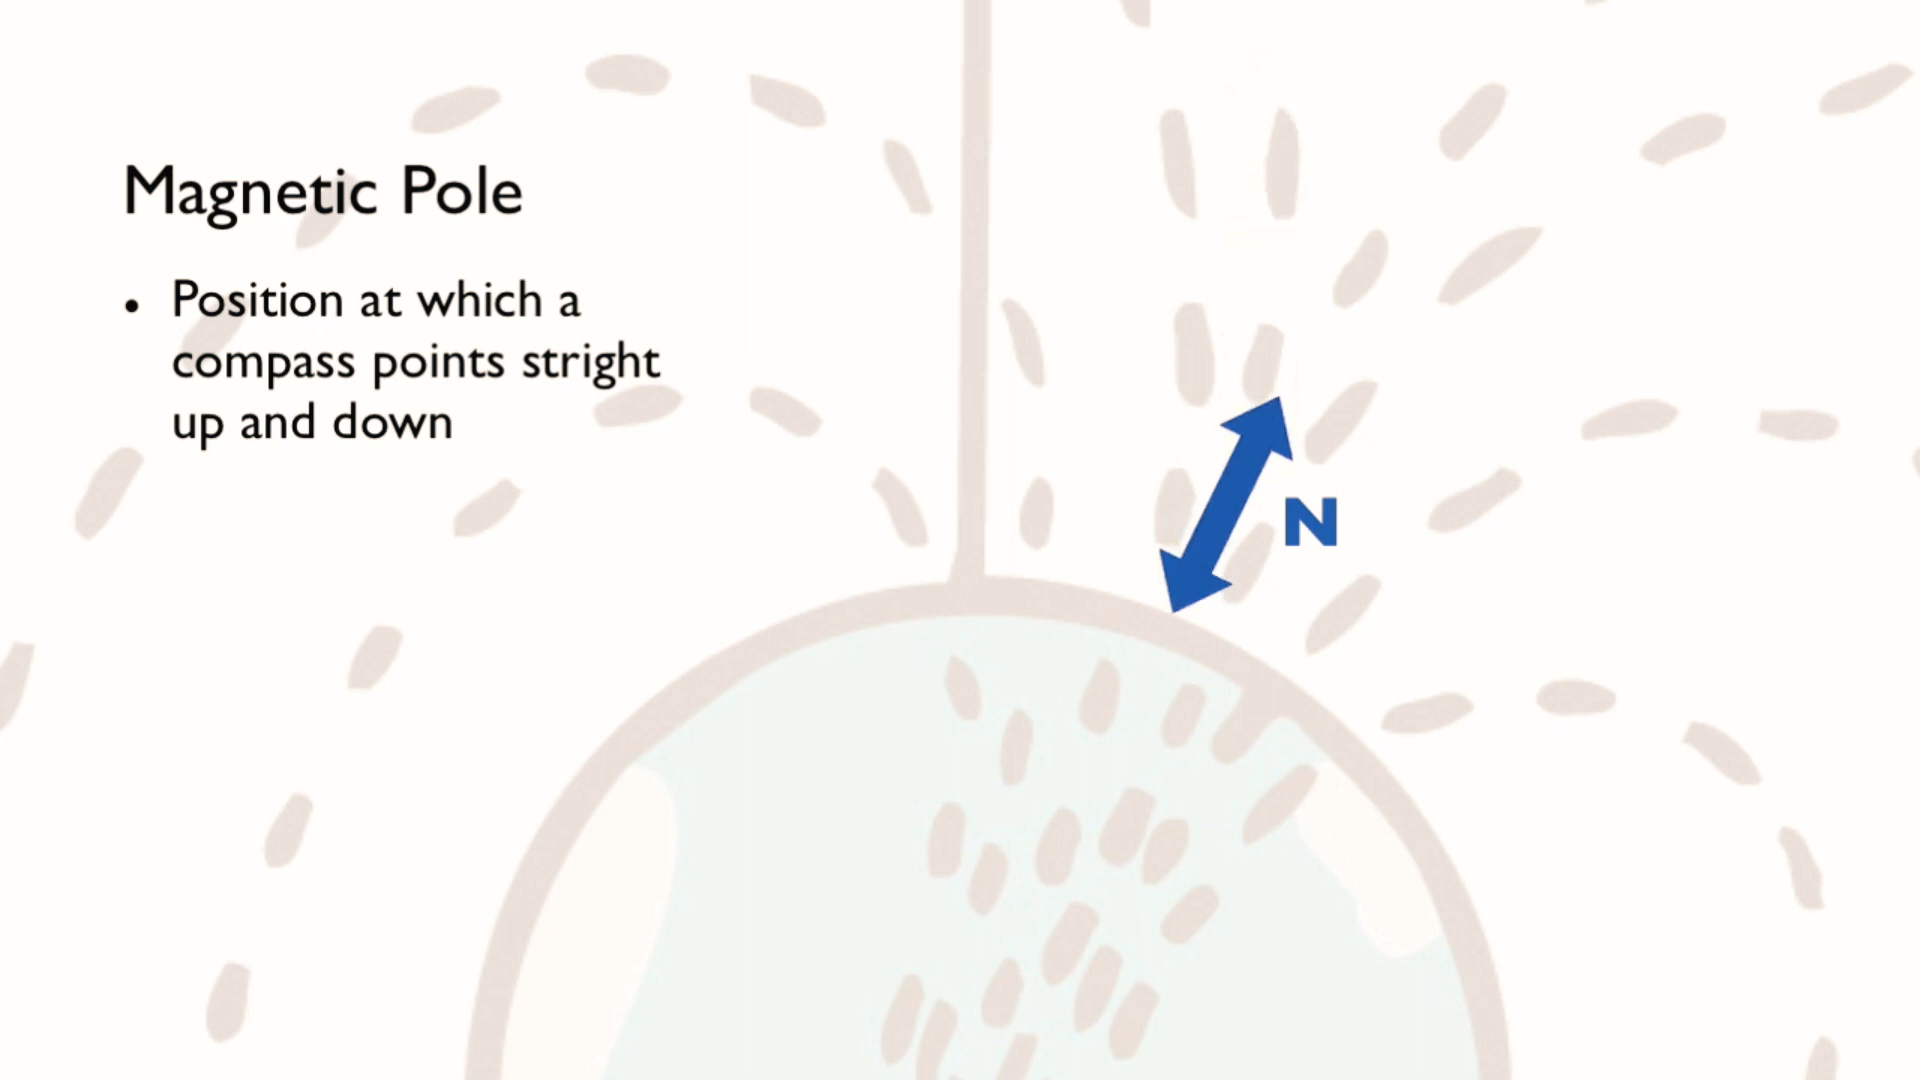 Magnetic Pole
• Position at which a
compass points stright
up and down
N